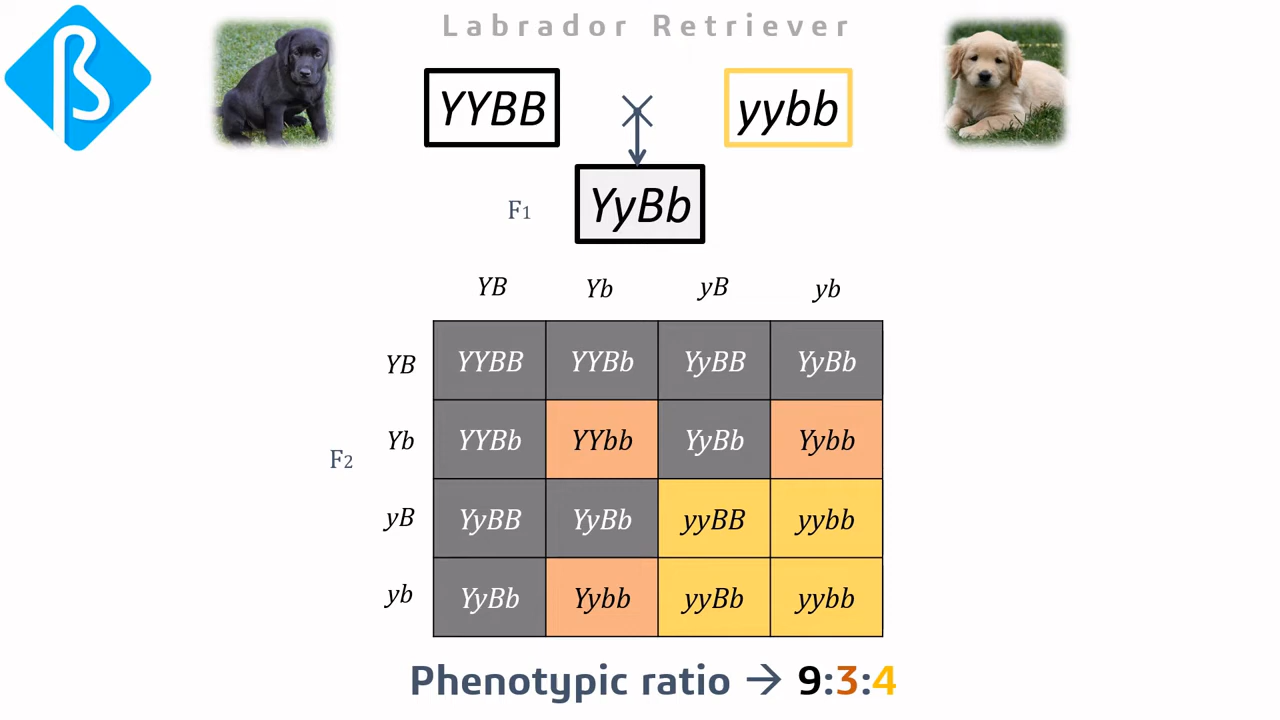 Labrador Retriever
ß
YYBB
yybb
F1
YyBb
YB Yb yB yb
YB YYBB YYBb YyBB YyBb
Yb YYBb YYbb YyBb Yybb
F2
yB YyBB YyBb yyBB yybb
yb YyBb Yybb yyBb yybb
Phenotypic ratio → 9:3:4